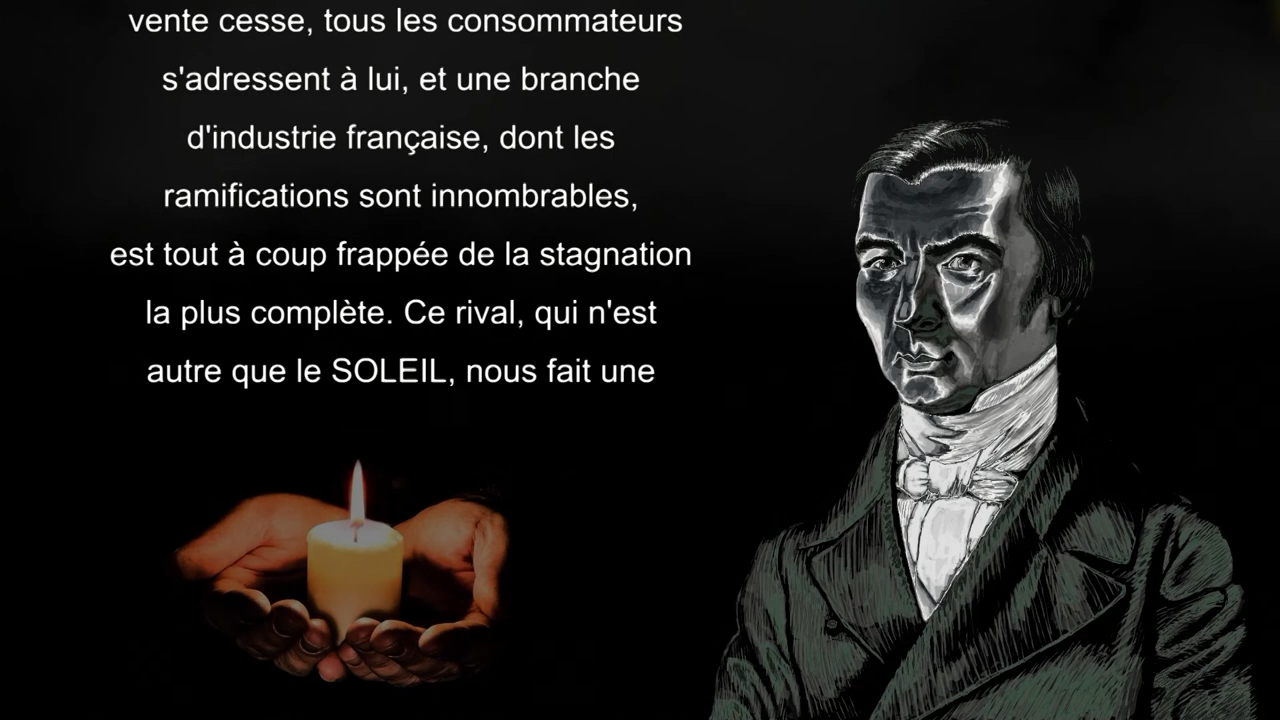 vente cesse, tous les consommateurs
s'adressent à lui, et une branche
d'industrie française, dont les
ramifications sont innombrables,
est tout à coup frappée de la stagnation
la plus complète. Ce rival, qui n'est
autre que le SOLEIL, nous fait une